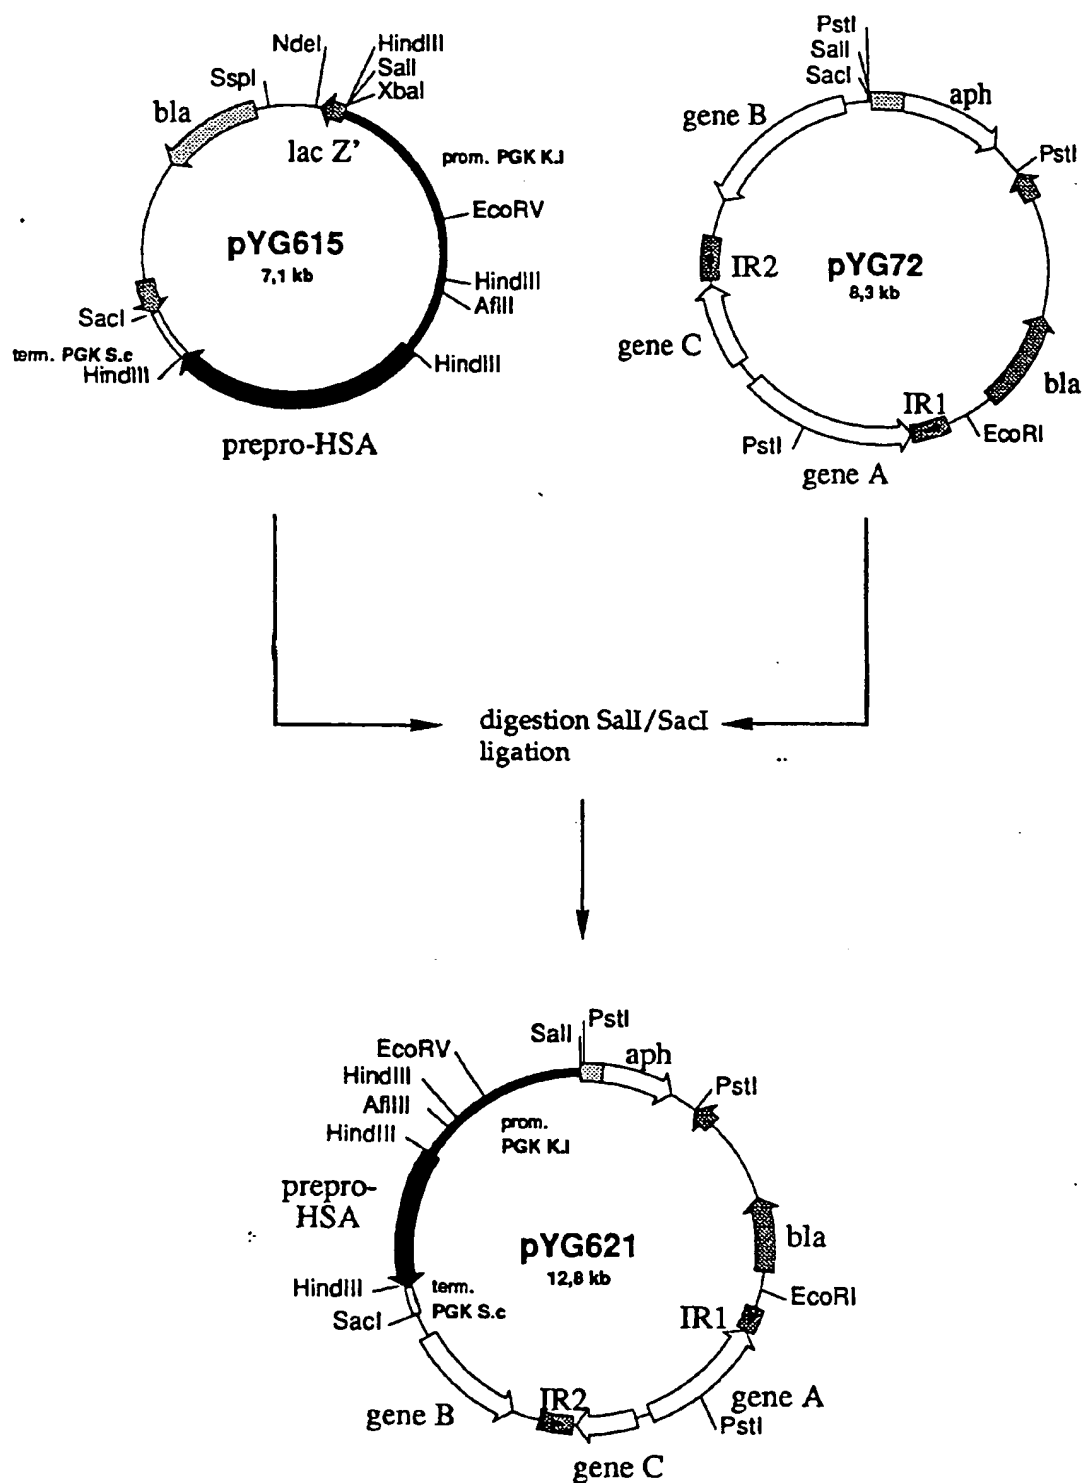 NdeI
HindIII
SalI
XbaI
SspI
bla
lac Z'
prom. PGK K.l
EcoRV
pYG615
7,1 kb
HindIII
AflII
SacI
term. PGK S.c
HindIII
HindIII
prepro-HSA
PstI
SalI
SacI
aph
gene B
PstI
IR2
pYG72
8,3 kb
gene C
bla
IR1
EcoRI
PstI
gene A
digestion SalI/SacI
ligation
PstI
SalI
aph
EcoRV
PstI
HindIII
AflIII
prom.
PGK K.l
HindIII
prepro-
HSA
bla
pYG621
12,8 kb
HindIII
term.
PGK S.c
EcoRI
SacI
IR1
IR2
gene A
gene B
PstI
gene C